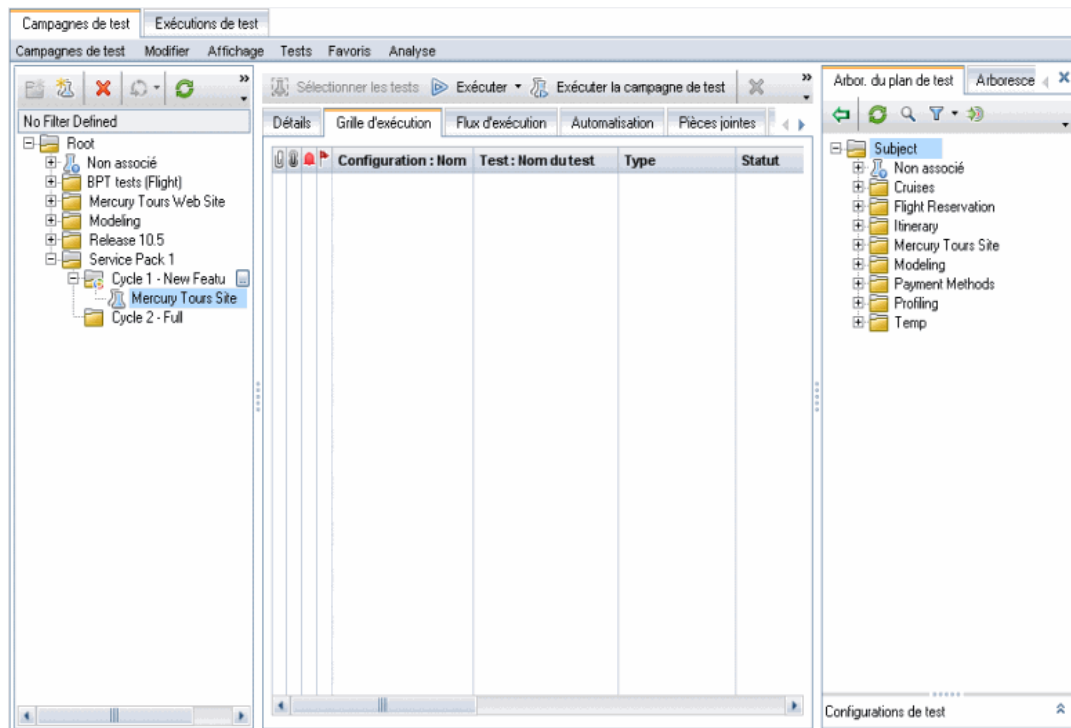 Campagnes de test Exécutions de test
Campagnes de test Modifier Affichage Tests Favoris Analyse
» Sélectionner les tests Exécuter Exécuter la campagne de test »
Arbor. du plan de test Arboresce
No Filter Defined
Détails Grille d'exécution Flux d'exécution Automatisation Pièces jointes
Configuration : Nom Test : Nom du test Type Statut
Root
Non associé
BPT tests (Flight)
Mercury Tours Web Site
Modeling
Release 10.5
Service Pack 1
Cycle 1 - New Featu
Mercury Tours Site
Cycle 2 - Full
Subject
Non associé
Cruises
Flight Reservation
Itinerary
Mercury Tours Site
Modeling
Payment Methods
Profiling
Temp
Configurations de test